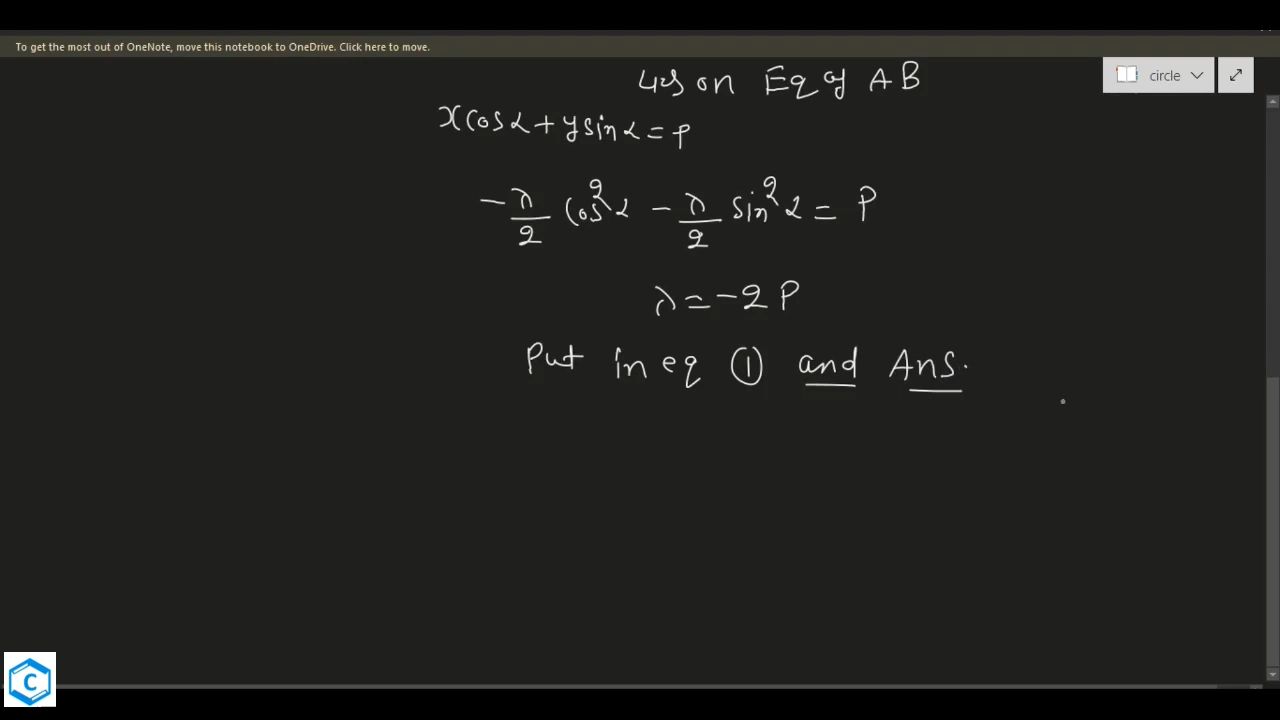 To get the most out of OneNote, move this notebook to OneDrive. Click here to move.
circle
lies on Eq of AB
x cos α + y sin α = p
-λ/2 cos²α - λ/2 sin²α = P
λ = -2P
Put in eq ① and Ans.
C